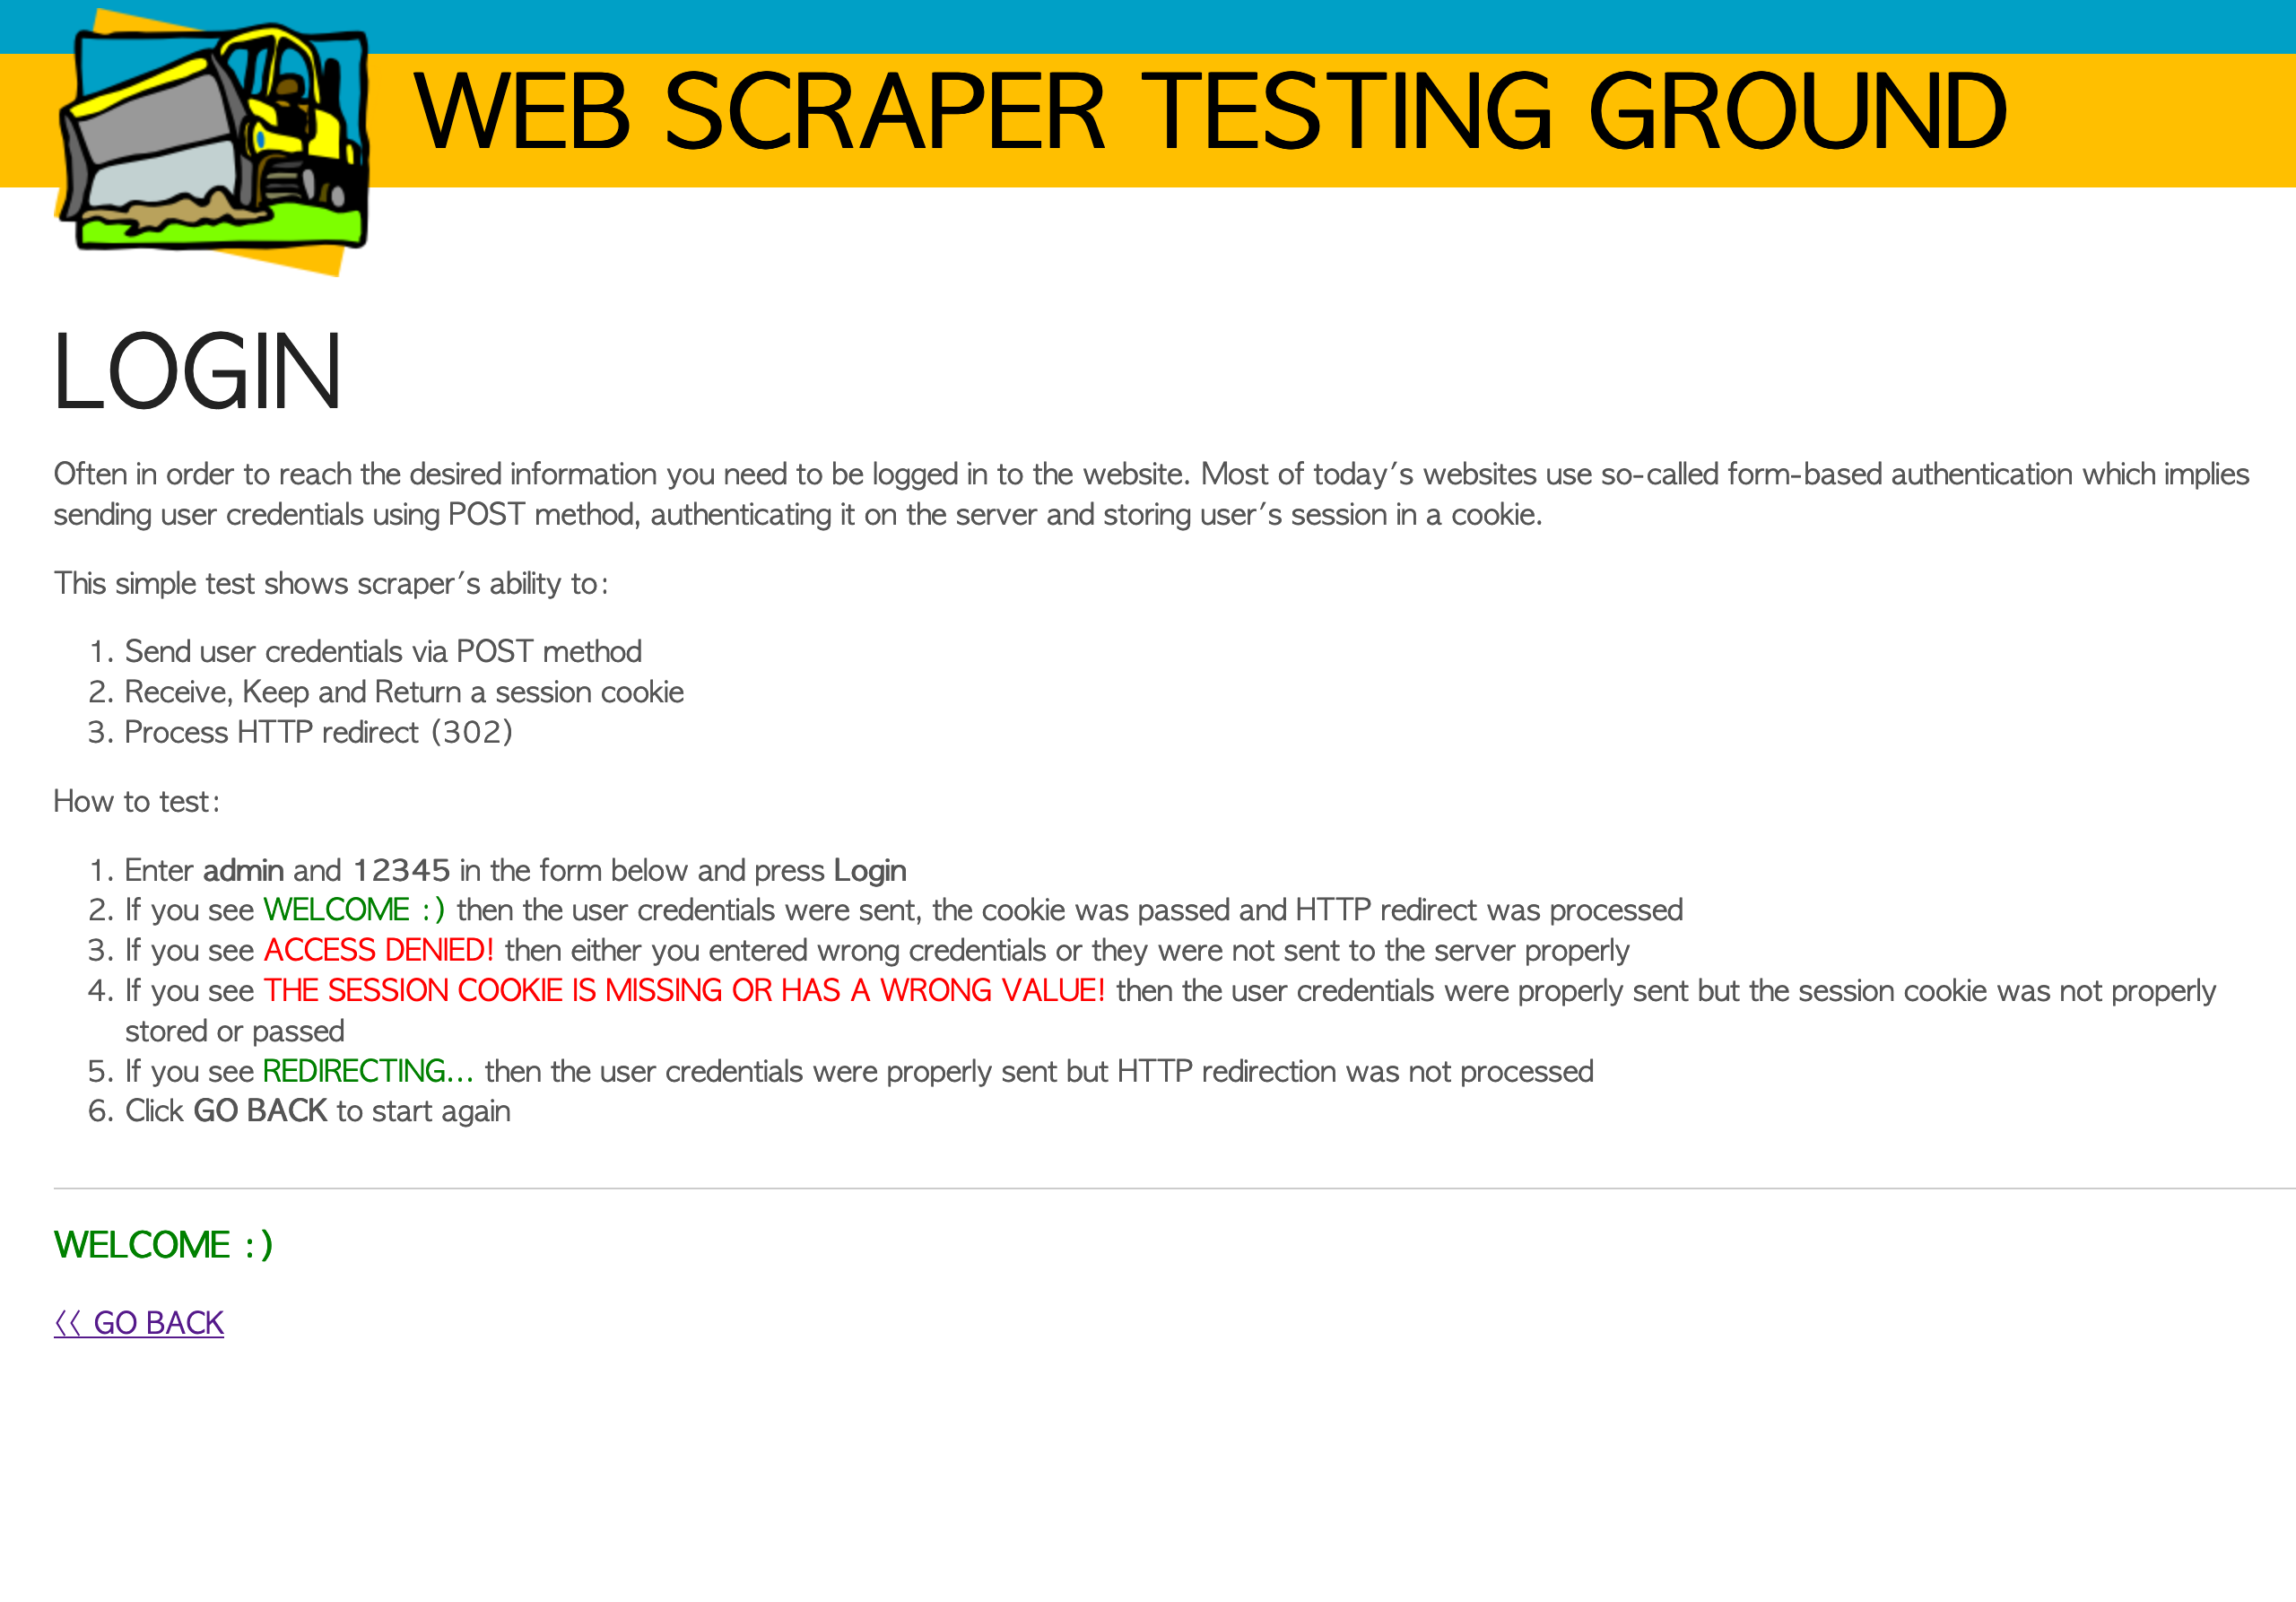 WEB SCRAPER TESTING GROUND
LOGIN
Often in order to reach the desired information you need to be logged in to the website. Most of today's websites use so-called form-based authentication which implies
sending user credentials using POST method, authenticating it on the server and storing user's session in a cookie.
This simple test shows scraper's ability to:
1. Send user credentials via POST method
2. Receive, Keep and Return a session cookie
3. Process HTTP redirect (302)
How to test:
1. Enter admin and 12345 in the form below and press Login
2. If you see WELCOME :) then the user credentials were sent, the cookie was passed and HTTP redirect was processed
3. If you see ACCESS DENIED! then either you entered wrong credentials or they were not sent to the server properly
4. If you see THE SESSION COOKIE IS MISSING OR HAS A WRONG VALUE! then the user credentials were properly sent but the session cookie was not properly
stored or passed
5. If you see REDIRECTING... then the user credentials were properly sent but HTTP redirection was not processed
6. Click GO BACK to start again
WELCOME :)
<< GO BACK